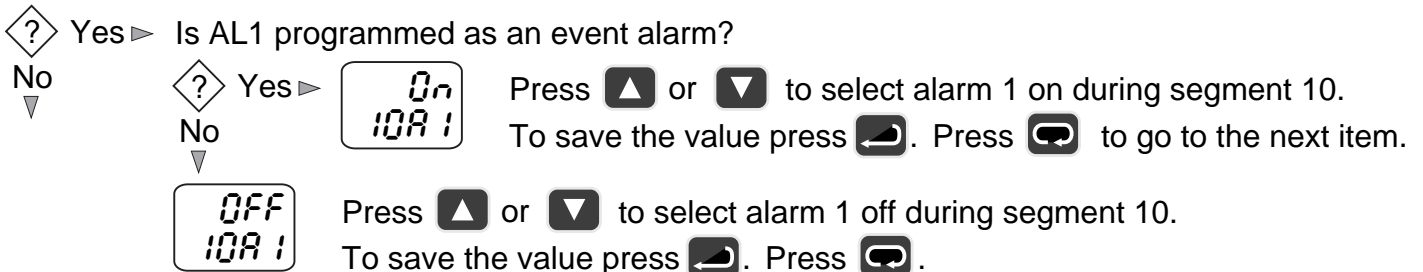 ? Yes Is AL1 programmed as an event alarm?
No
? Yes On Press or to select alarm 1 on during segment 10.
No 10A1 To save the value press . Press to go to the next item.
OFF Press or to select alarm 1 off during segment 10.
10A1 To save the value press . Press .